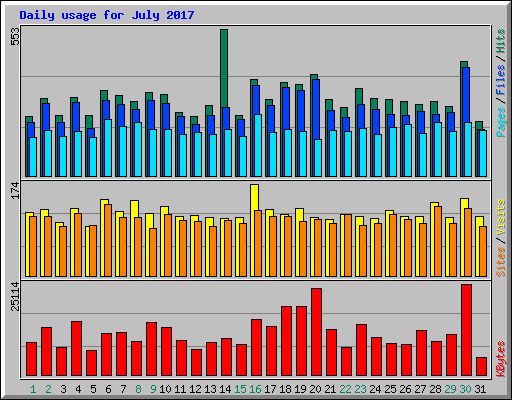 Daily usage for July 2017
553
Pages / Files / Hits
174
Sites / Visits
25114
KBytes
1 2 3 4 5 6 7 8 9 10 11 12 13 14 15 16 17 18 19 20 21 22 23 24 25 26 27 28 29 30 31